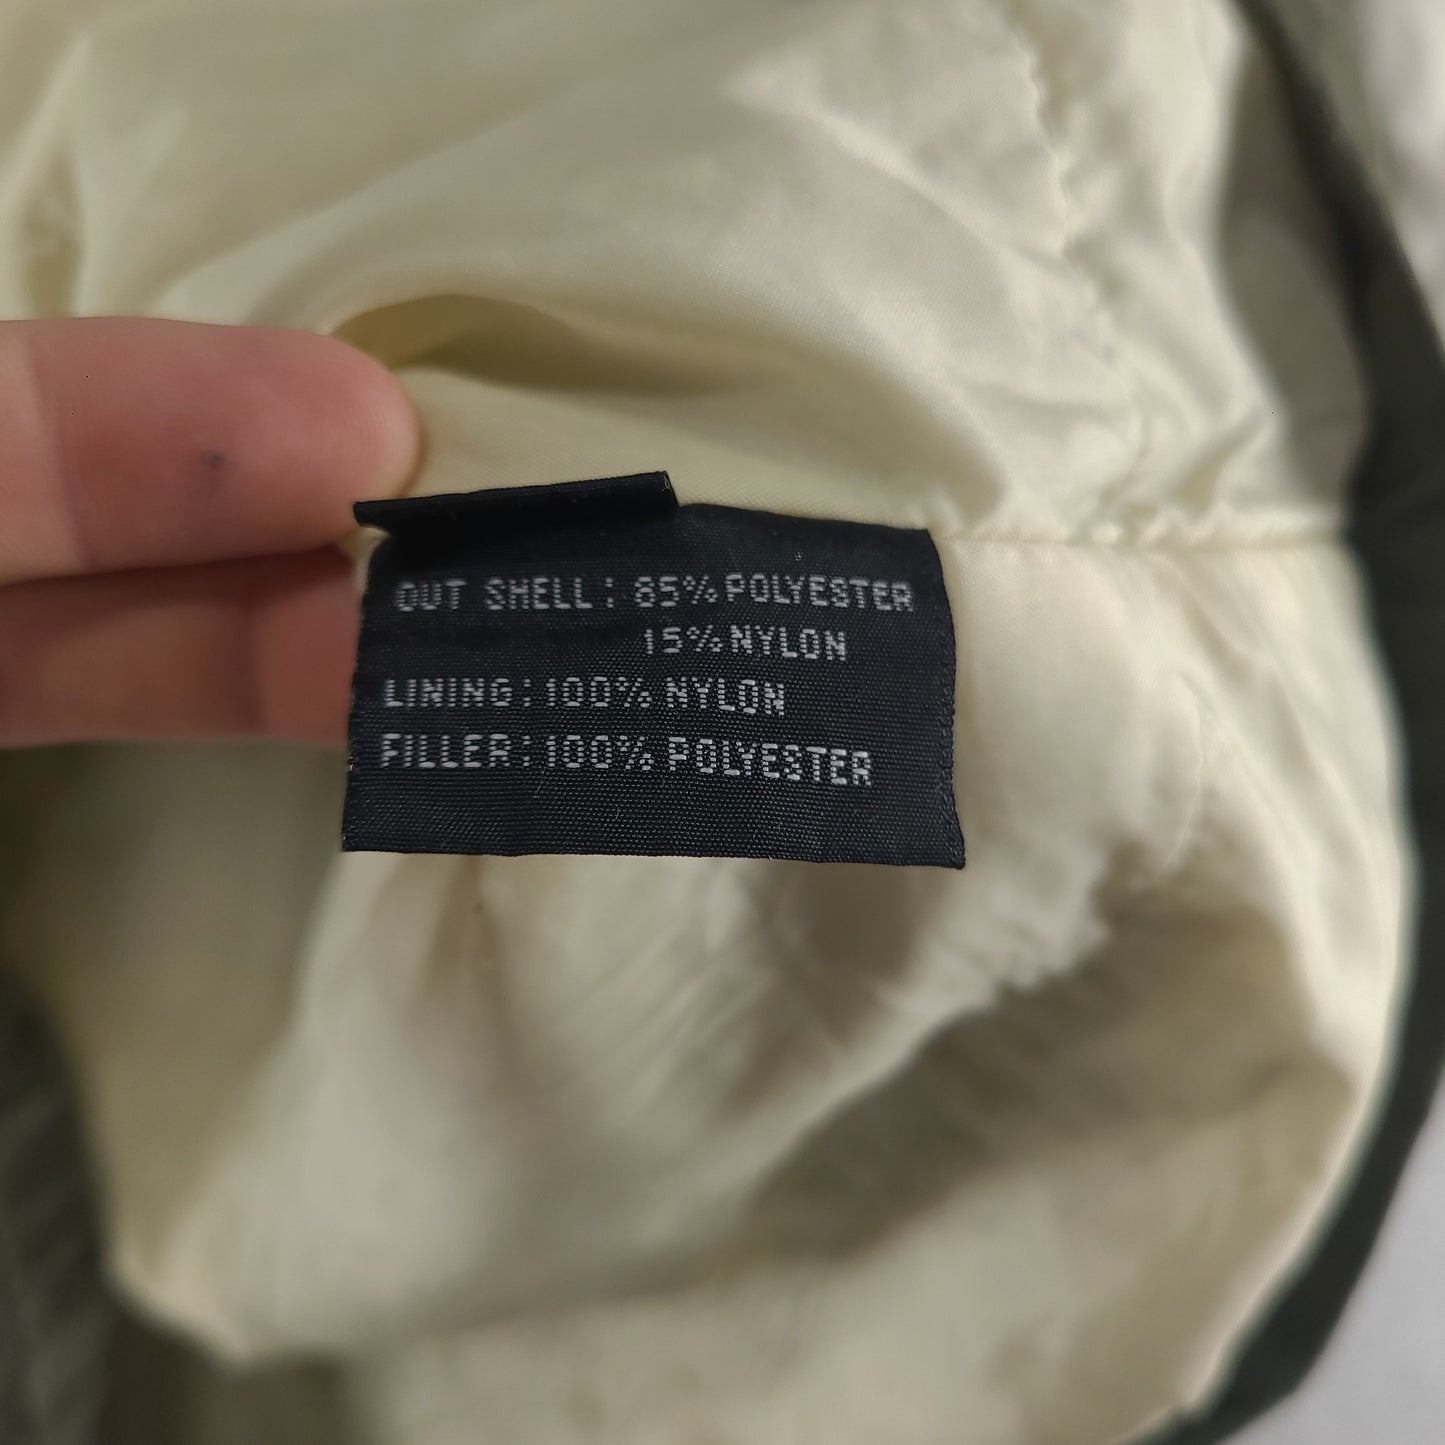 OUT SHELL: 85% POLYESTER
15% NYLON
LINING: 100% NYLON
FILLER: 100% POLYESTER